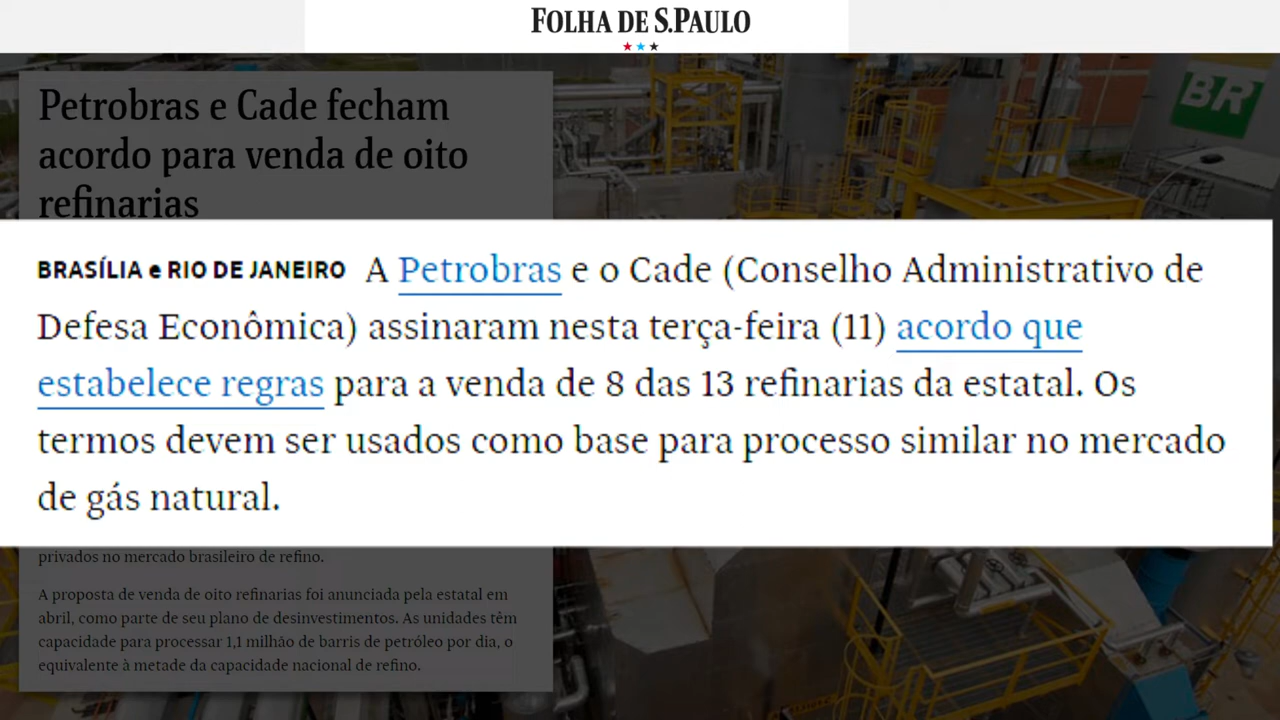 FOLHA DE S.PAULO
Petrobras e Cade fecham
acordo para venda de oito
refinarias
BR
BRASÍLIA e RIO DE JANEIRO A Petrobras e o Cade (Conselho Administrativo de
Defesa Econômica) assinaram nesta terça-feira (11) acordo que
estabelece regras para a venda de 8 das 13 refinarias da estatal. Os
termos devem ser usados como base para processo similar no mercado
de gás natural.
privados no mercado brasileiro de refino.
A proposta de venda de oito refinarias foi anunciada pela estatal em
abril, como parte de seu plano de desinvestimentos. As unidades têm
capacidade para processar 1,1 milhão de barris de petróleo por dia, o
equivalente à metade da capacidade nacional de refino.